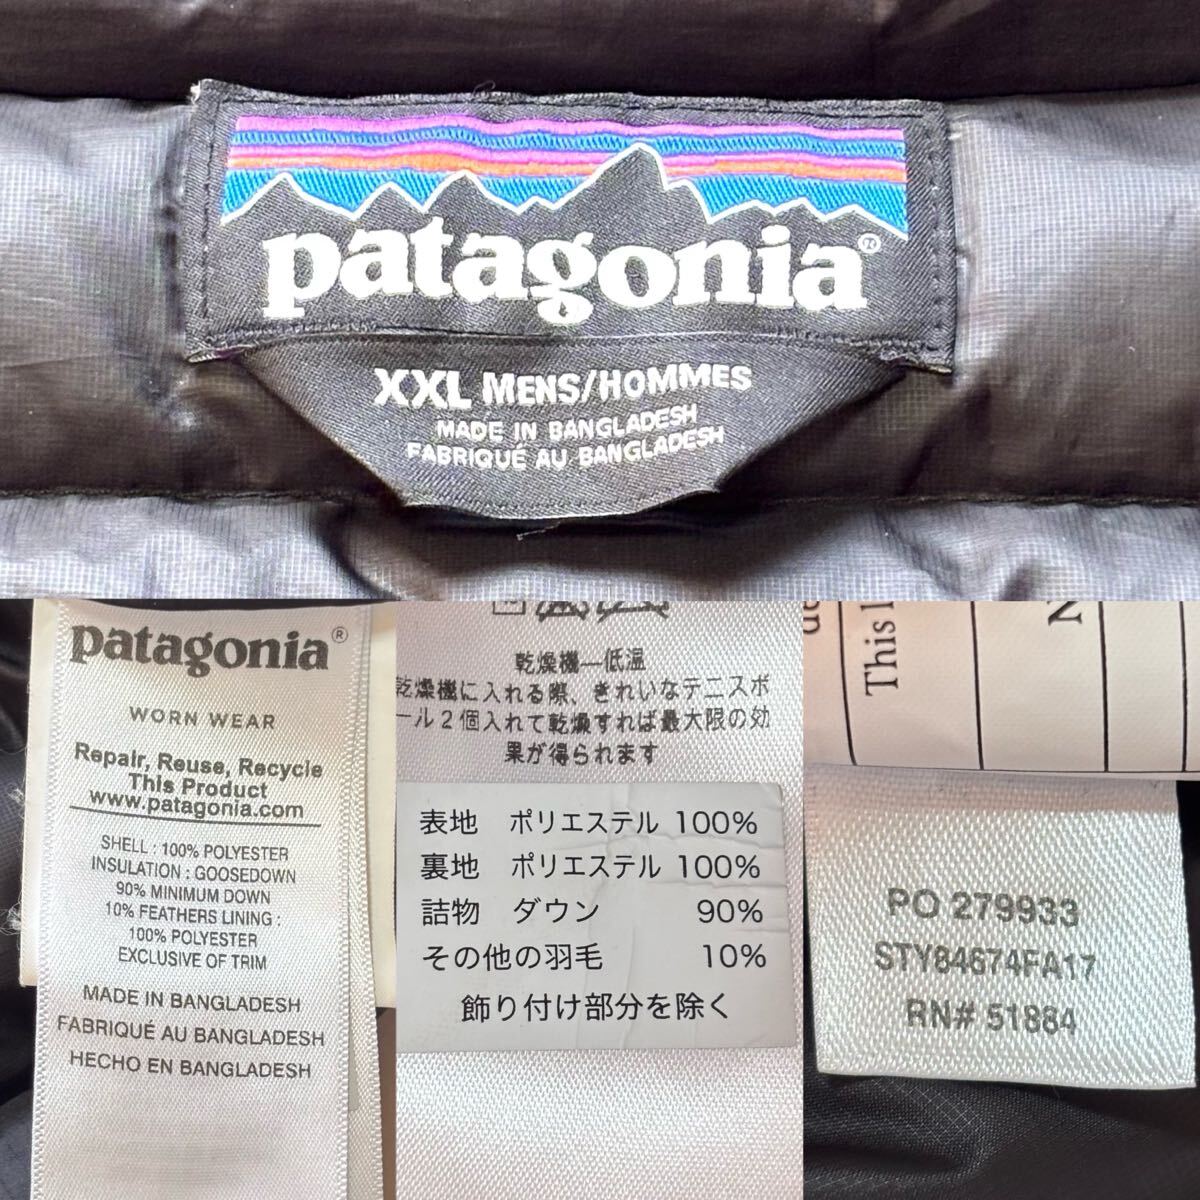 patagonia®
XXL MENS/HOMMES
MADE IN BANGLADESH
FABRIQUÉ AU BANGLADESH
patagonia®
WORN WEAR
Repair, Reuse, Recycle
This Product
www.patagonia.com
SHELL : 100% POLYESTER
INSULATION : GOOSEDOWN
90% MINIMUM DOWN
10% FEATHERS LINING :
100% POLYESTER
EXCLUSIVE OF TRIM
MADE IN BANGLADESH
FABRIQUÉ AU BANGLADESH
HECHO EN BANGLADESH
乾燥機—低温
乾燥機に入れる際、きれいなテニスボ
ール2個入れて乾燥すれば最大限の効
果が得られます
表地 ポリエステル 100%
裏地 ポリエステル 100%
詰物 ダウン 90%
その他の羽毛 10%
飾り付け部分を除く
This
N
PO 279933
STY84674FA17
RN# 51884